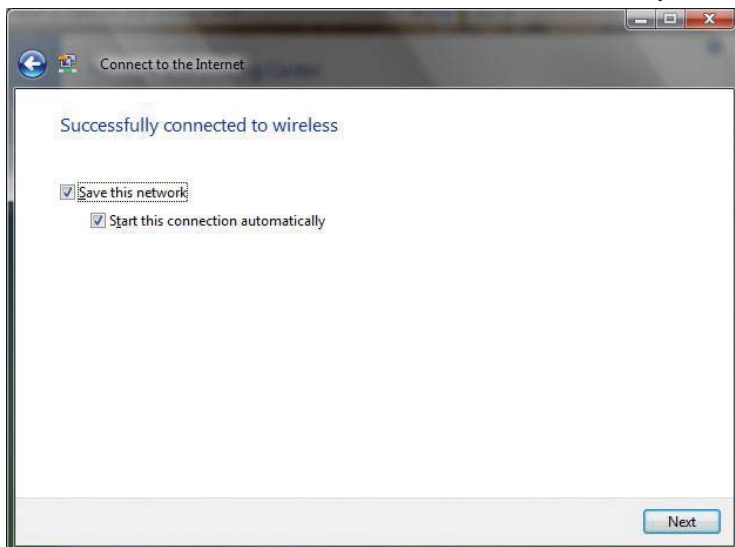 Connect to the Internet
Successfully connected to wireless
Save this network
Start this connection automatically
Next